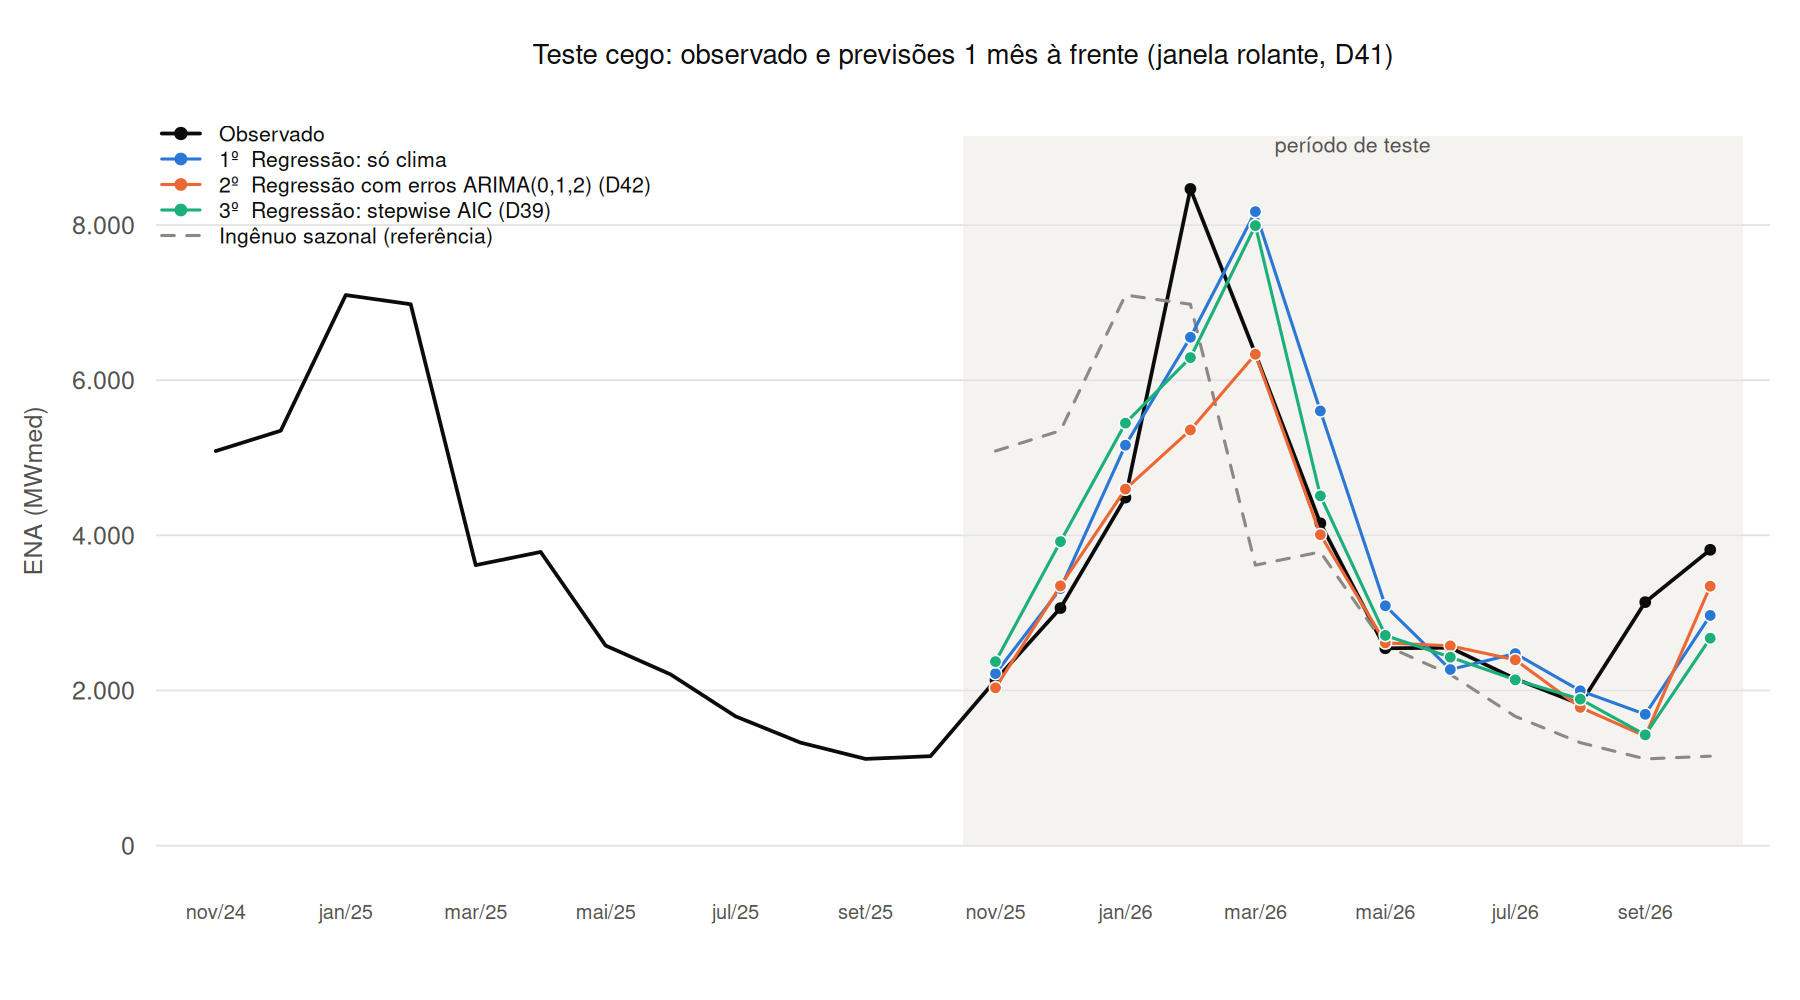 Teste cego: observado e previsões 1 mês à frente (janela rolante, D41)
Observado
1º Regressão: só clima
2º Regressão com erros ARIMA(0,1,2) (D42)
3º Regressão: stepwise AIC (D39)
Ingênuo sazonal (referência)
período de teste
ENA (MWmed)
8.000
6.000
4.000
2.000
0
nov/24 jan/25 mar/25 mai/25 jul/25 set/25 nov/25 jan/26 mar/26 mai/26 jul/26 set/26